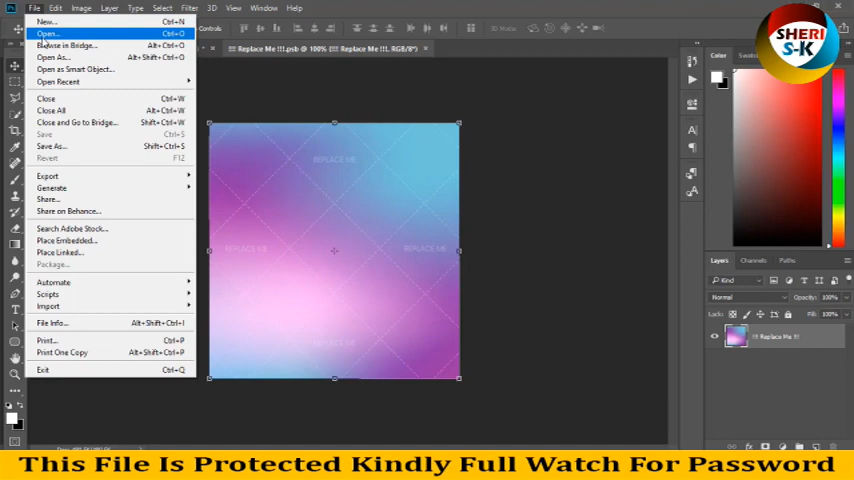 Ps File Edit Image Layer Type Select Filter 3D View Window Help
SHERI
S-K
!!! Replace Me !!!.psb @ 100% (!!! Replace Me !!!, RGB/8*)
3D Mode:
New... Ctrl+N
Open... Ctrl+O
Browse in Bridge... Alt+Ctrl+O
Open As... Alt+Shift+Ctrl+O
Open as Smart Object...
Open Recent
Close Ctrl+W
Close All Alt+Ctrl+W
Close and Go to Bridge... Shift+Ctrl+W
Save Ctrl+S
Save As... Shift+Ctrl+S
Revert F12
Export
Generate
Share...
Share on Behance...
Search Adobe Stock...
Place Embedded...
Place Linked...
Package...
Automate
Scripts
Import
File Info... Alt+Shift+Ctrl+I
Print... Ctrl+P
Print One Copy Alt+Shift+Ctrl+P
Exit Ctrl+Q
REPLACE ME
REPLACE ME REPLACE ME
REPLACE ME
Color Swatches
Layers Channels Paths
Kind
Normal Opacity: 100%
Lock: Fill: 100%
!!! Replace Me !!!
This File Is Protected Kindly Full Watch For Password